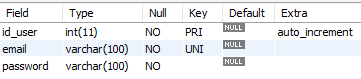 Field Type Null Key Default Extra
id_user int(11) NO PRI NULL auto_increment
email varchar(100) NO UNI NULL
password varchar(100) NO NULL